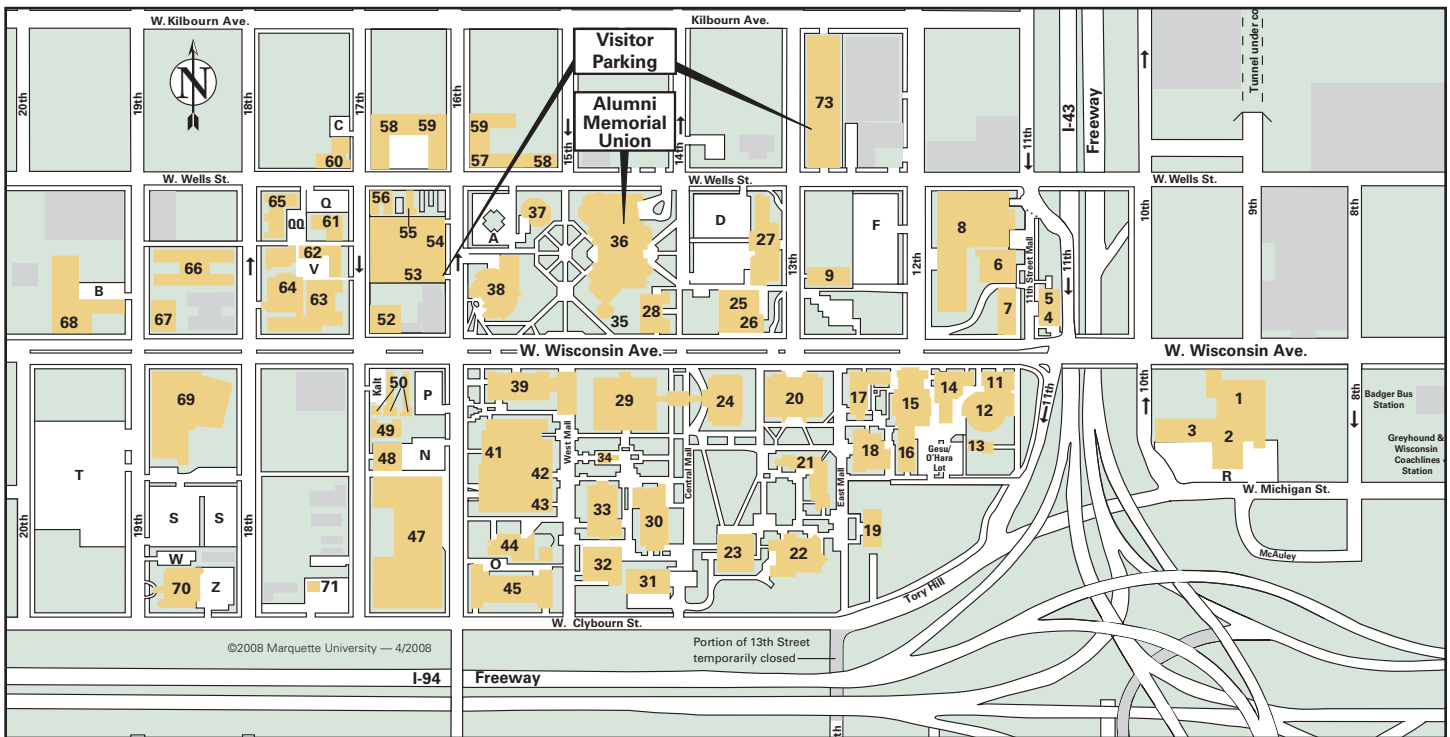 W. Kilbourn Ave.
Kilbourn Ave.
Visitor
Parking
Alumni
Memorial
Union
N
20th
19th
18th
17th
16th
15th
14th
11th
I-43
Freeway
Tunnel under co
C
58
59
60
59
57
58
73
W. Wells St.
W. Wells St.
W. Wells St.
65
Q
QQ
61
56
55
54
53
A
37
36
D
27
13th
F
12th
8
6
11th Street Mall
11th
10th
9th
8th
B
66
62
V
64
63
67
68
52
38
35
28
25
26
9
7
5
4
W. Wisconsin Ave.
W. Wisconsin Ave.
69
Kalt
50
P
49
48
N
39
29
24
20
17
15
14
11
12
13
11th
10th
1
2
3
R
8th
Badger Bus
Station
Greyhound &
Wisconsin
Coachlines
Station
W. Michigan St.
McAuley
T
S
S
W
70
Z
71
20th
19th
18th
47
41
42
43
West Mall
34
33
30
Central Mall
21
East Mall
18
16
Gesu/
O'Hara
Lot
19
44
O
45
32
31
23
22
Tory Hill
W. Clybourn St.
©2008 Marquette University — 4/2008
Portion of 13th Street
temporarily closed
I-94
Freeway